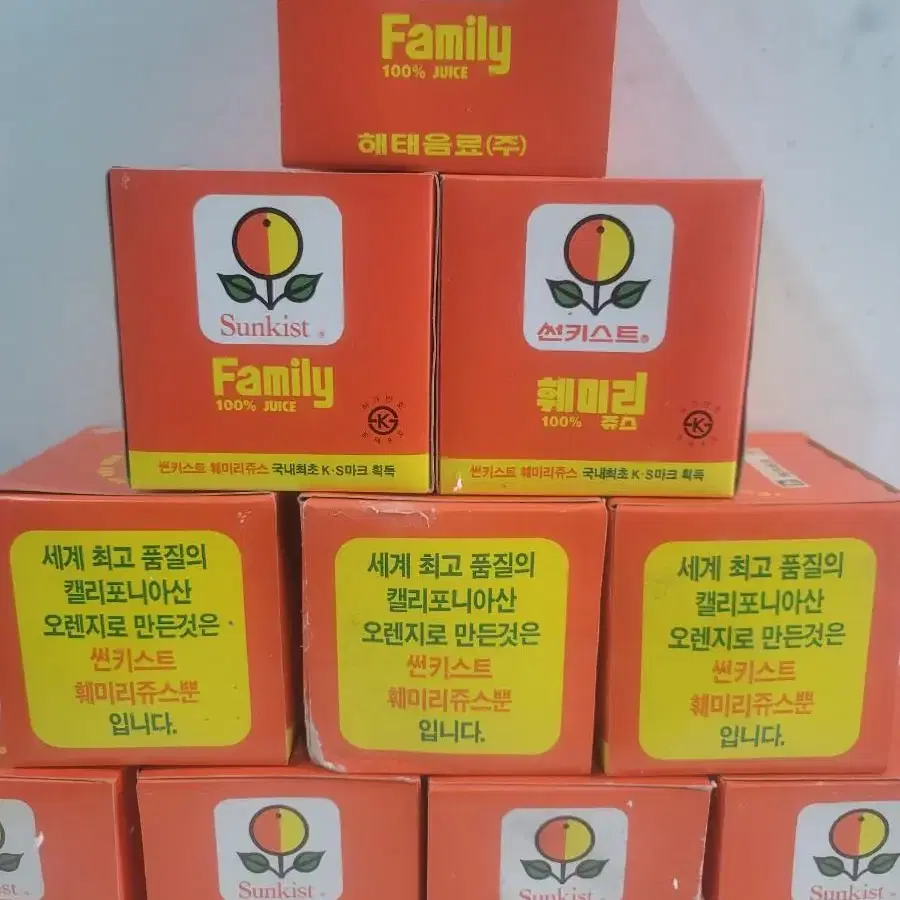 Family
100% JUICE
해태음료(주)
Sunkist ®
Family
100% JUICE
썬키스트 훼미리쥬스 국내최초 K·S마크 획득
썬키스트®
훼미리
100% 쥬스
썬키스트 훼미리쥬스 국내최초 K·S마크 획득
세계 최고 품질의
캘리포니아산
오렌지로 만든것은
썬키스트
훼미리쥬스뿐
입니다.
세계 최고 품질의
캘리포니아산
오렌지로 만든것은
썬키스트
훼미리쥬스뿐
입니다.
세계 최고 품질의
캘리포니아산
오렌지로 만든것은
썬키스트
훼미리쥬스뿐
입니다.
Sunkist
Sunkist
Sunkist